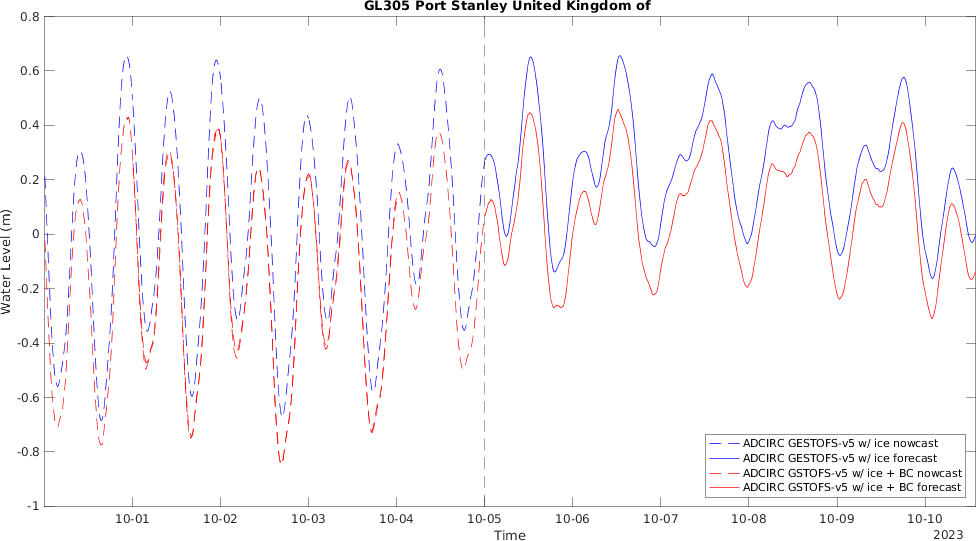 GL305 Port Stanley United Kingdom of
0.8
0.6
0.4
0.2
0
-0.2
-0.4
-0.6
-0.8
-1
Water Level (m)
10-01 10-02 10-03 10-04 10-05 10-06 10-07 10-08 10-09 10-10
Time
2023
ADCIRC GESTOFS-v5 w/ ice nowcast
ADCIRC GESTOFS-v5 w/ ice forecast
ADCIRC GSTOFS-v5 w/ ice + BC nowcast
ADCIRC GSTOFS-v5 w/ ice + BC forecast